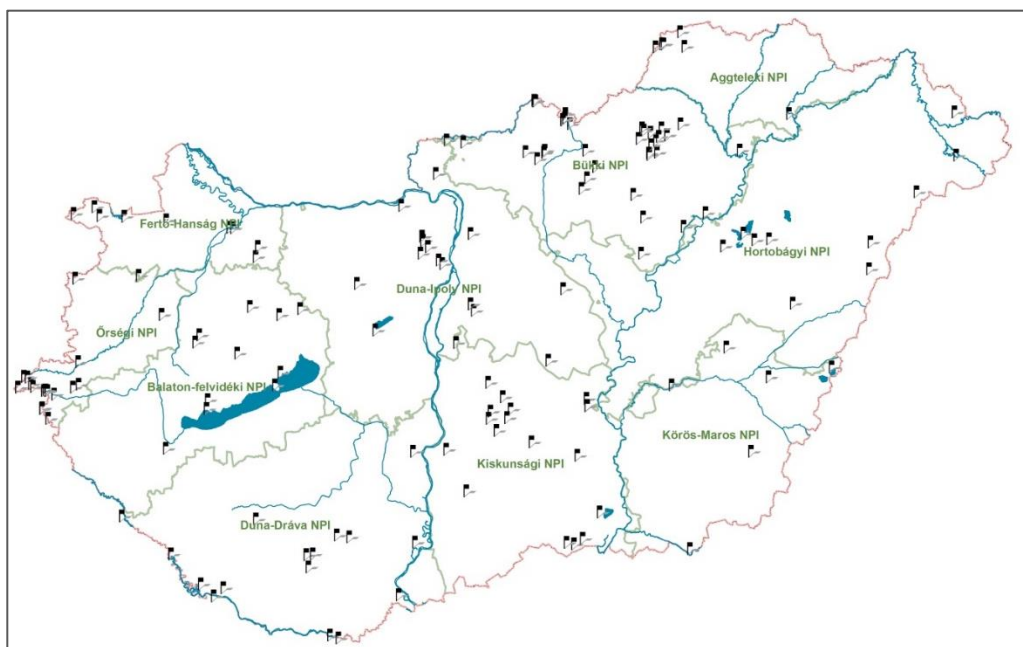 Aggteleki NPI
Bükki NPI
Fertő-Hanság NPI
Hortobágyi NPI
Duna-Ipoly NPI
Őrségi NPI
Balaton-felvidéki NPI
Körös-Maros NPI
Kiskunsági NPI
Duna-Dráva NPI